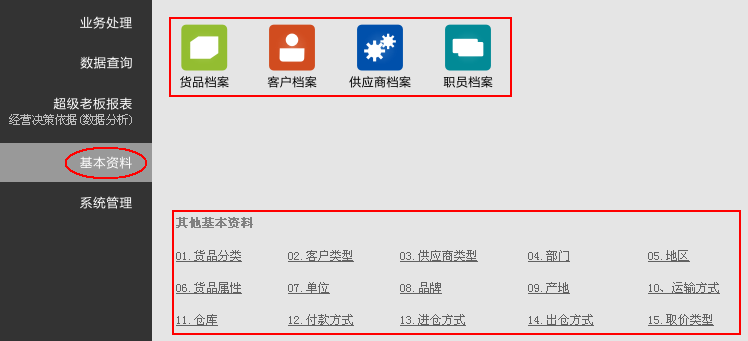 业务处理
数据查询
超级老板报表
经营决策依据(数据分析)
基本资料
系统管理
货品档案 客户档案 供应商档案 职员档案
其他基本资料
01.货品分类 02.客户类型 03.供应商类型 04.部门 05.地区
06.货品属性 07.单位 08.品牌 09.产地 10、运输方式
11.仓库 12.付款方式 13.进仓方式 14.出仓方式 15.取价类型